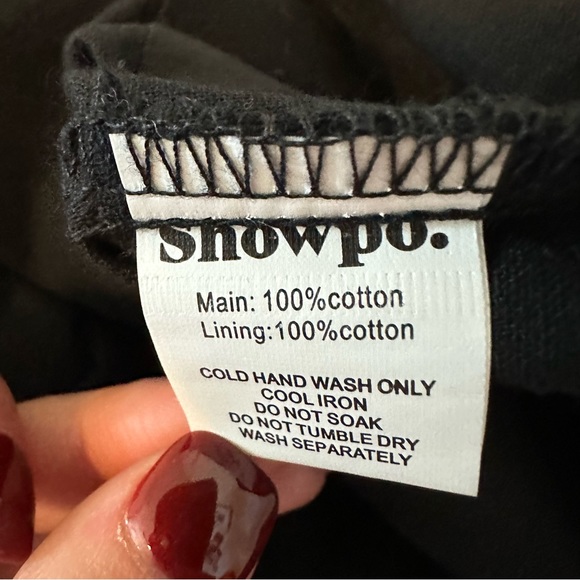 Showpo.
Main: 100%cotton
Lining:100%cotton
COLD HAND WASH ONLY
COOL IRON
DO NOT SOAK
DO NOT TUMBLE DRY
WASH SEPARATELY